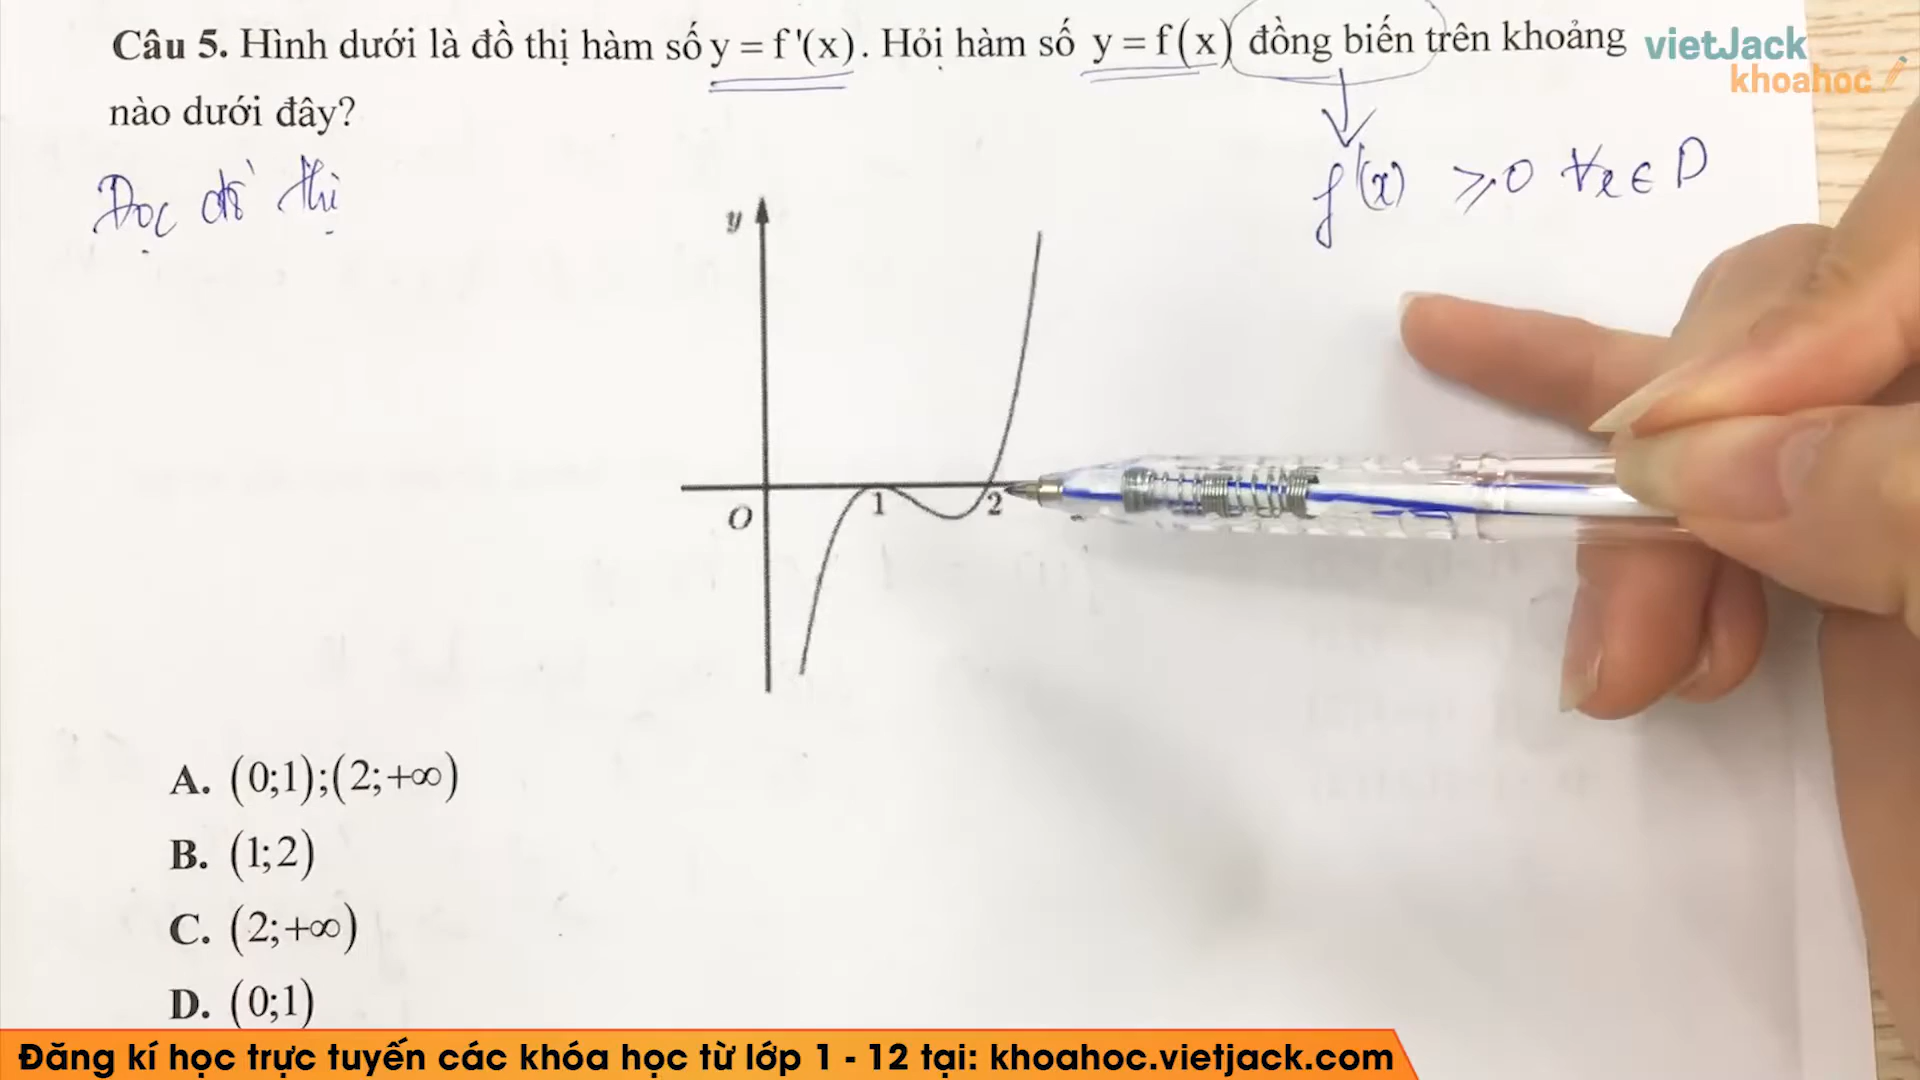 Câu 5. Hình dưới là đồ thị hàm số y = f '(x). Hỏi hàm số y = f(x) đồng biến trên khoảng
nào dưới đây?
vietJack
khoahoc
Đọc đồ thị
f'(x) ⩾ 0 ∀x ∈ D
y
O
1
2
A. (0;1);(2;+∞)
B. (1;2)
C. (2;+∞)
D. (0;1)
Đăng kí học trực tuyến các khóa học từ lớp 1 - 12 tại: khoahoc.vietjack.com